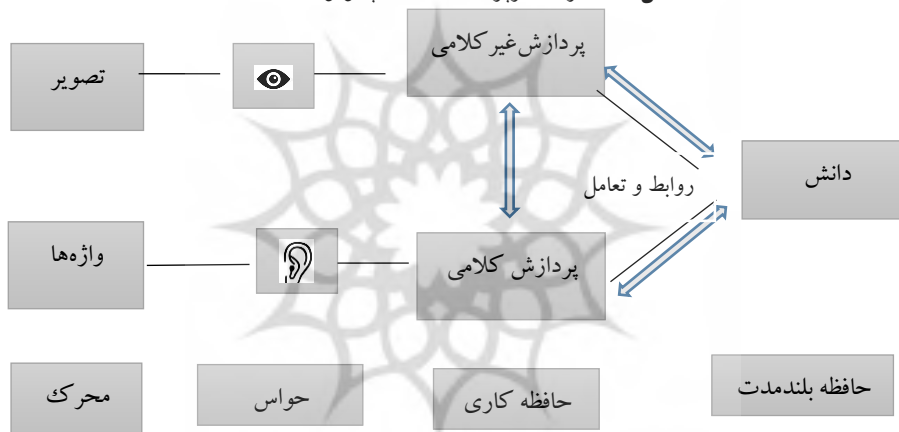 پردازش غیرکلامی
تصویر
دانش
روابط و تعامل
واژه‌ها
پردازش کلامی
محرک
حواس
حافظه کاری
حافظه بلندمدت